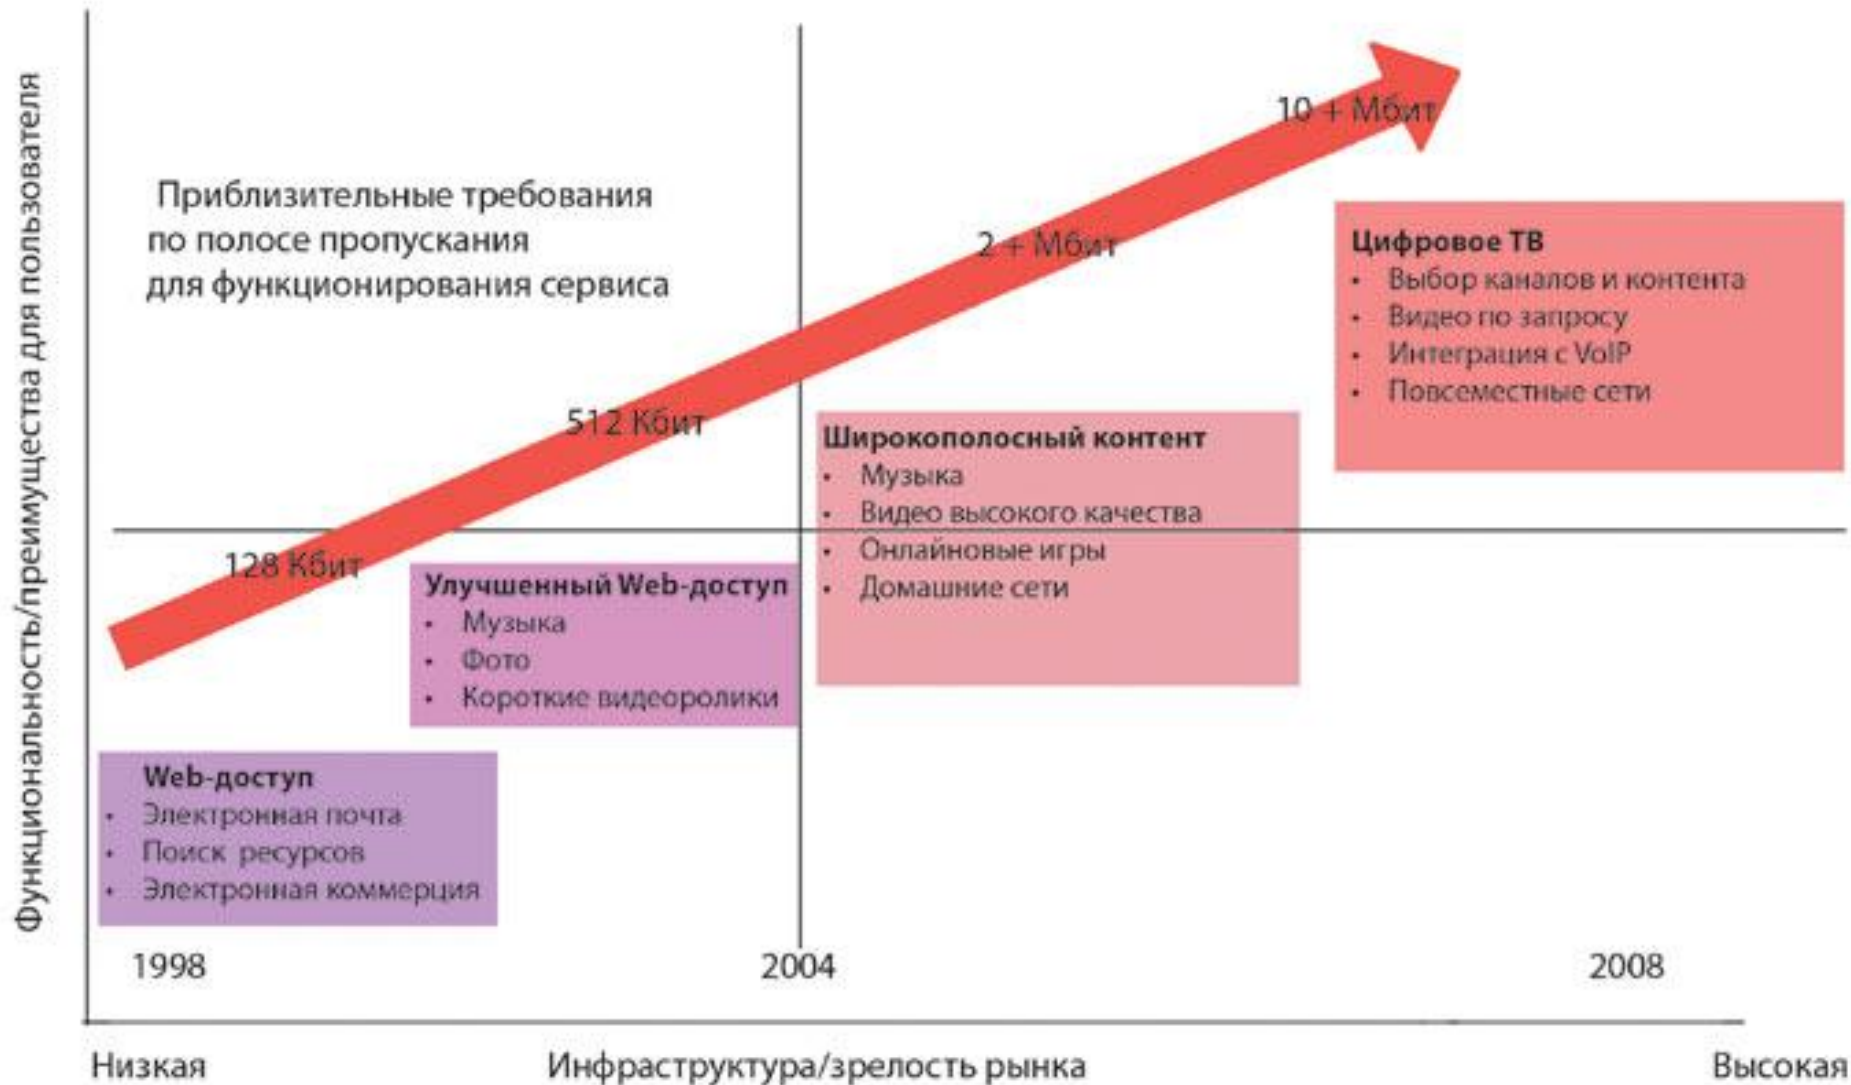 Функциональность/преимущества для пользователя
Приблизительные требования
по полосе пропускания
для функционирования сервиса
10 + Мбит
2 + Мбит
512 Кбит
128 Кбит
Цифровое ТВ
• Выбор каналов и контента
• Видео по запросу
• Интеграция с VoIP
• Повсеместные сети
Широкополосный контент
• Музыка
• Видео высокого качества
• Онлайновые игры
• Домашние сети
Улучшенный Web-доступ
• Музыка
• Фото
• Короткие видеоролики
Web-доступ
• Электронная почта
• Поиск ресурсов
• Электронная коммерция
1998
2004
2008
Низкая
Инфраструктура/зрелость рынка
Высокая